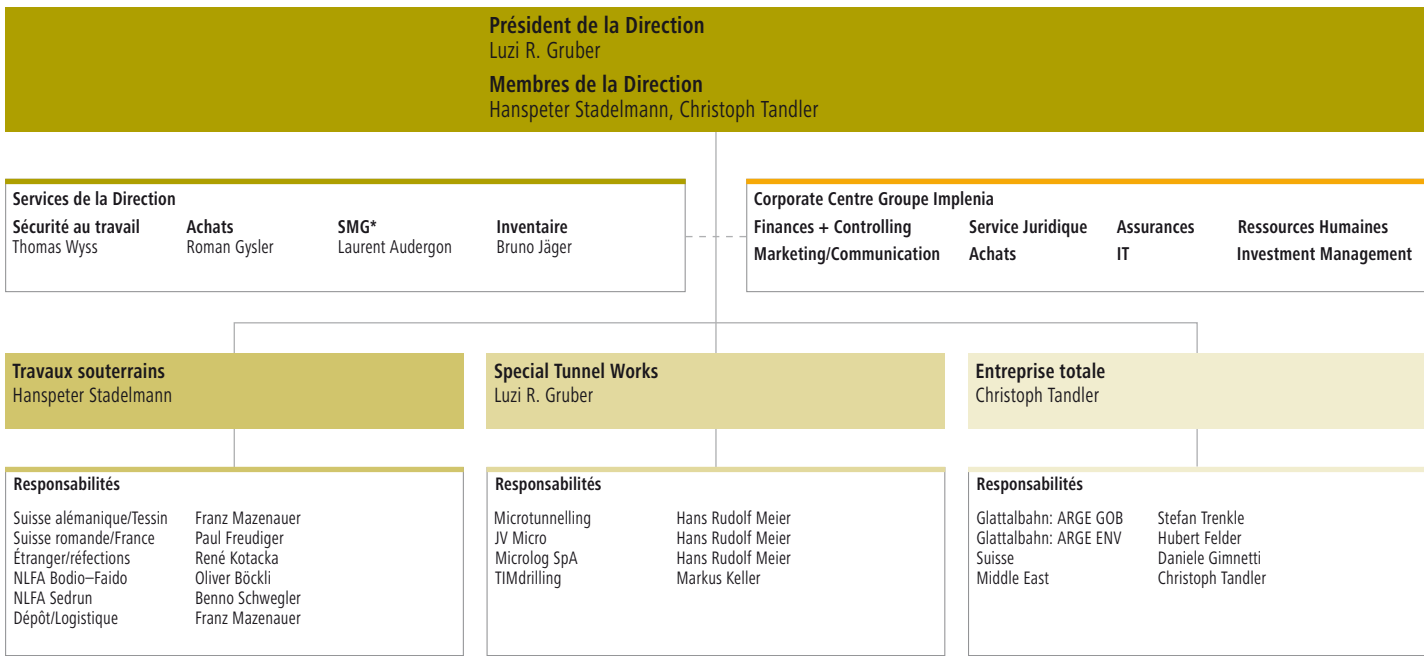 Président de la Direction
Luzi R. Gruber
Membres de la Direction
Hanspeter Stadelmann, Christoph Tandler
Services de la Direction
Sécurité au travail Achats SMG* Inventaire
Thomas Wyss Roman Gysler Laurent Audergon Bruno Jäger
Corporate Centre Groupe Implenia
Finances + Controlling Service Juridique Assurances Ressources Humaines
Marketing/Communication Achats IT Investment Management
Travaux souterrains
Hanspeter Stadelmann
Responsabilités
Suisse alémanique/Tessin Franz Mazenauer
Suisse romande/France Paul Freudiger
Étranger/réfections René Kotacka
NLFA Bodio–Faido Oliver Böckli
NLFA Sedrun Benno Schwegler
Dépôt/Logistique Franz Mazenauer
Special Tunnel Works
Luzi R. Gruber
Responsabilités
Microtunnelling Hans Rudolf Meier
JV Micro Hans Rudolf Meier
Microlog SpA Hans Rudolf Meier
TIMdrilling Markus Keller
Entreprise totale
Christoph Tandler
Responsabilités
Glattalbahn: ARGE GOB Stefan Trenkle
Glattalbahn: ARGE ENV Hubert Felder
Suisse Daniele Gimnetti
Middle East Christoph Tandler